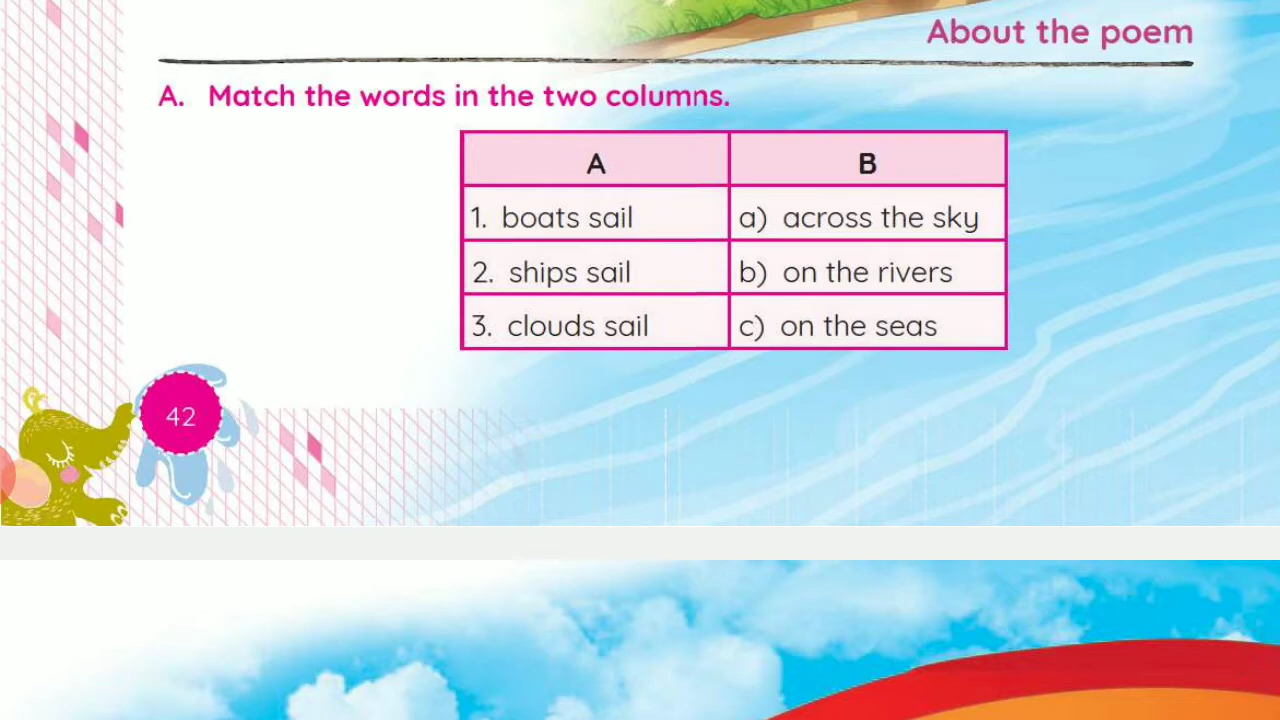 About the poem
A. Match the words in the two columns.
A B
1. boats sail a) across the sky
2. ships sail b) on the rivers
3. clouds sail c) on the seas
42